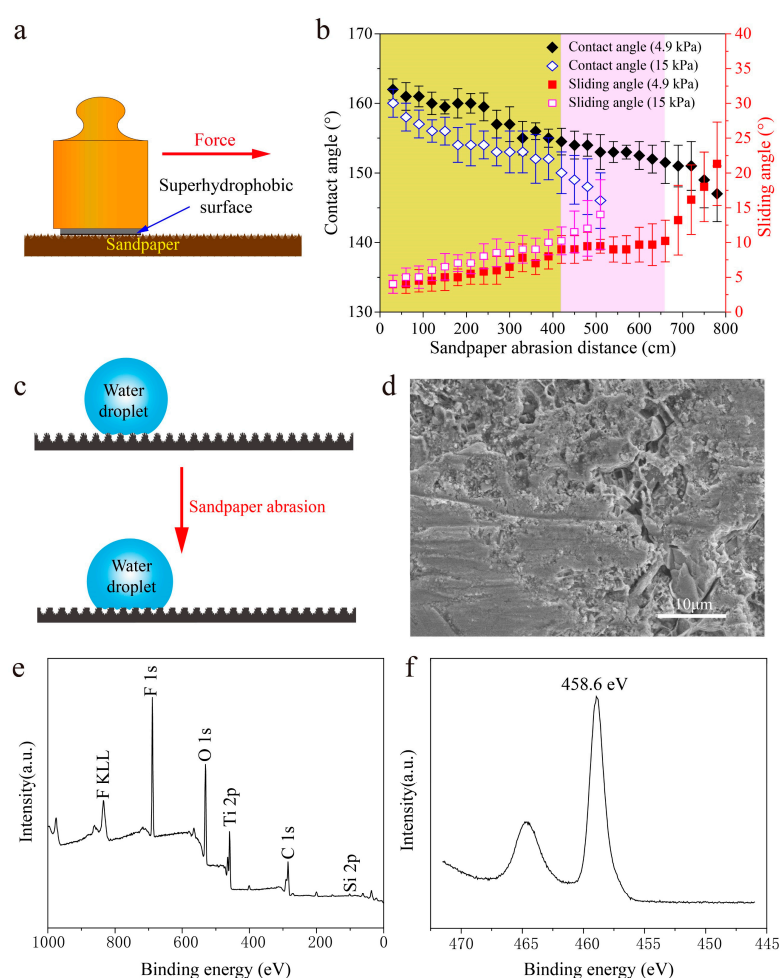 a
Force
Superhydrophobic
surface
Sandpaper
b
170
160
150
140
130
Contact angle (°)
40
35
30
25
20
15
10
5
0
Sliding angle (°)
Contact angle (4.9 kPa)
Contact angle (15 kPa)
Sliding angle (4.9 kPa)
Sliding angle (15 kPa)
0 100 200 300 400 500 600 700 800
Sandpaper abrasion distance (cm)
c
Water
droplet
Sandpaper abrasion
Water
droplet
d
10μm
e
Intensity(a.u.)
F KLL
F 1s
O 1s
Ti 2p
C 1s
Si 2p
1000 800 600 400 200 0
Binding energy (eV)
f
458.6 eV
Intensity(a.u.)
470 465 460 455 450 445
Binding energy (eV)